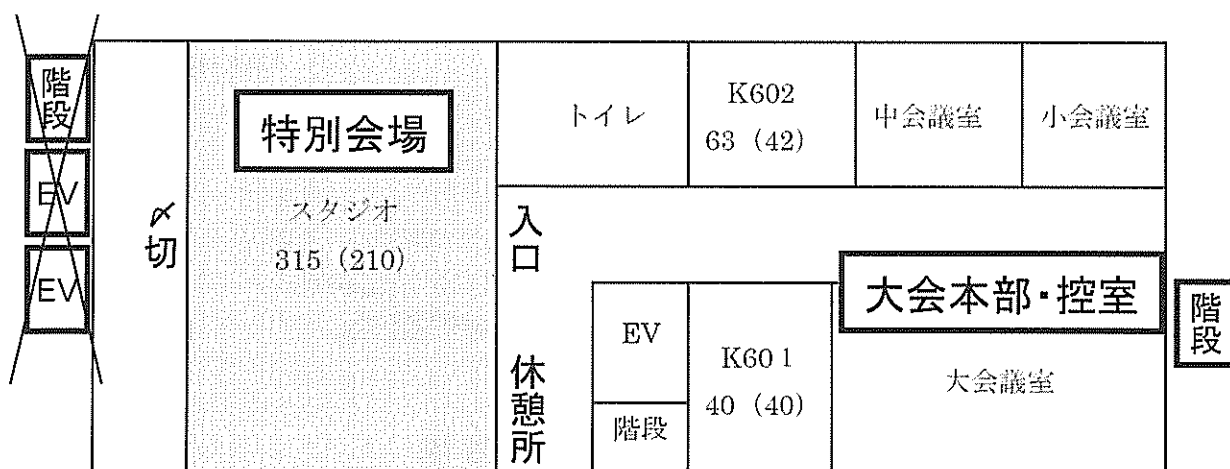 階段
EV
EV
〆切
特別会場
スタジオ
315 (210)
トイレ
K602
63 (42)
中会議室
小会議室
入口
休憩所
EV
階段
K60 1
40 (40)
大会本部・控室
大会議室
階段